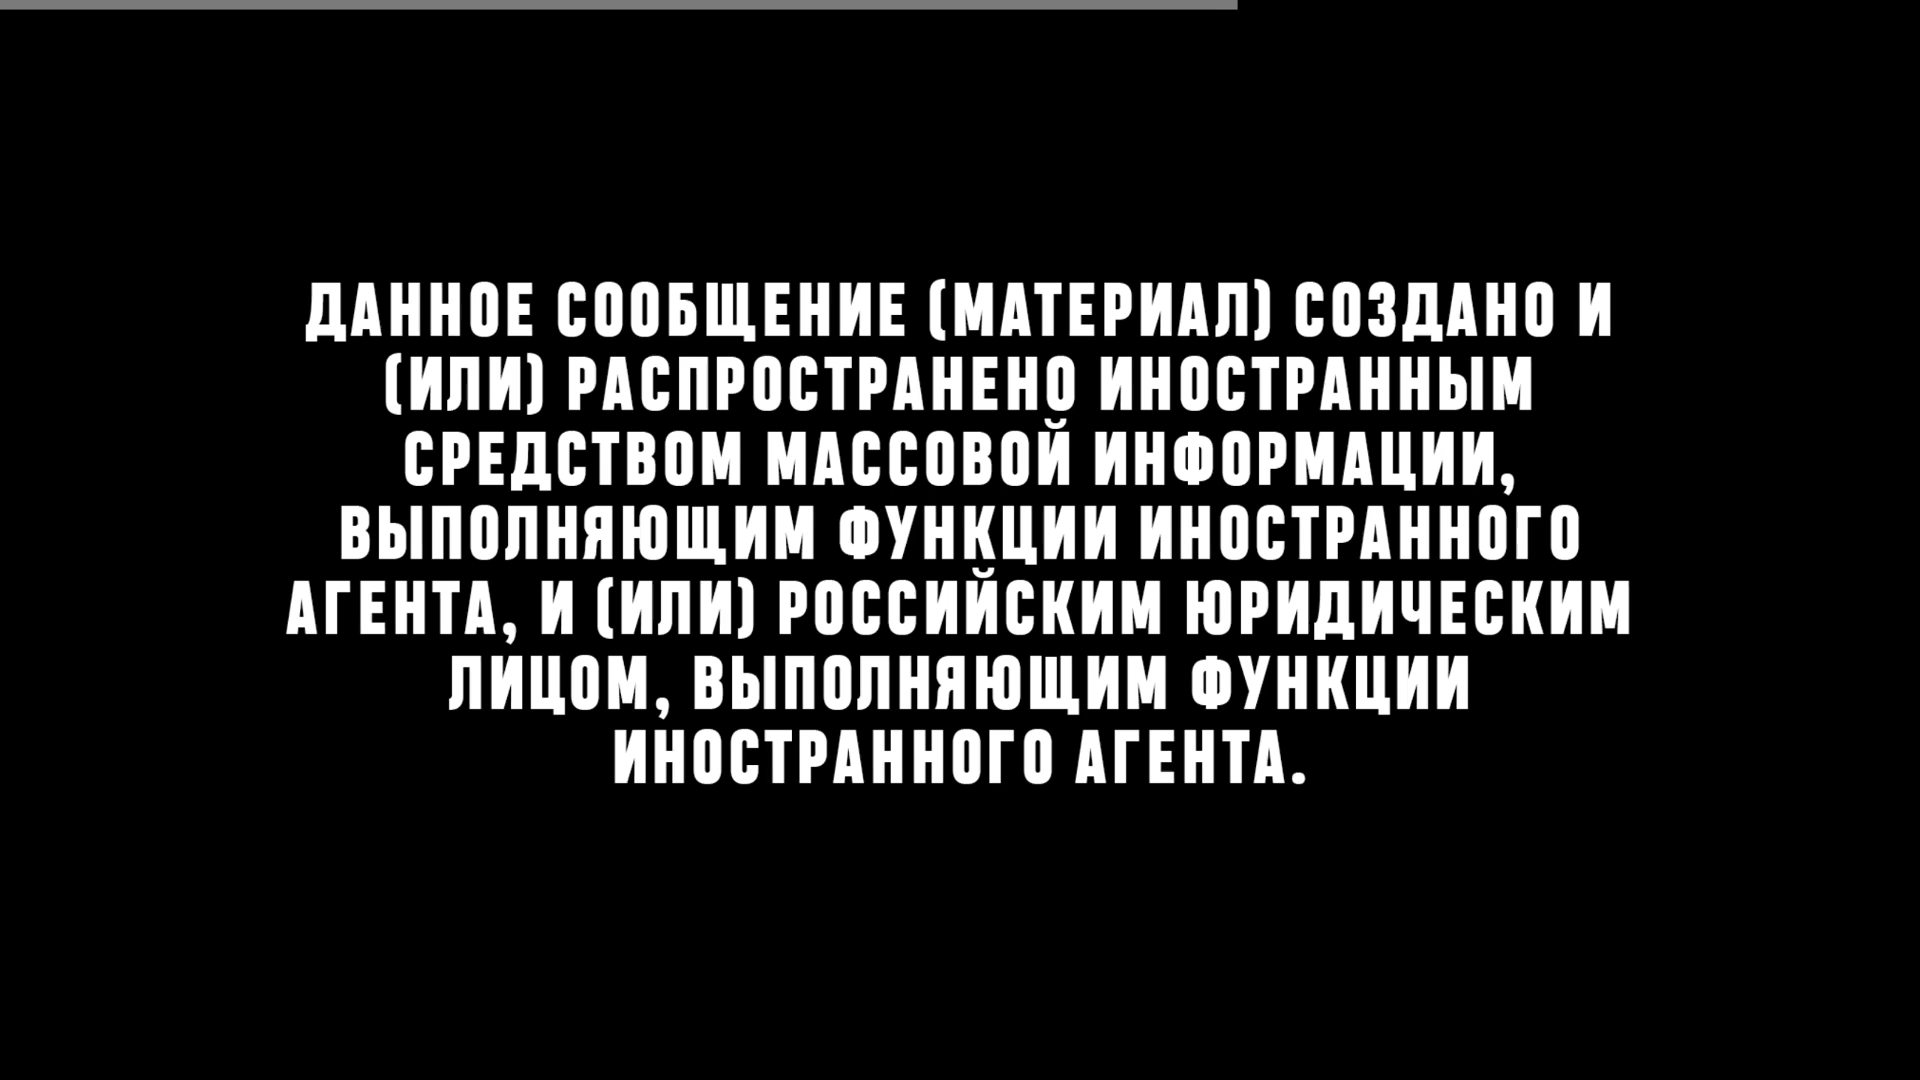 ДАННОЕ СООБЩЕНИЕ (МАТЕРИАЛ) СОЗДАНО И
(ИЛИ) РАСПРОСТРАНЕНО ИНОСТРАННЫМ
СРЕДСТВОМ МАССОВОЙ ИНФОРМАЦИИ,
ВЫПОЛНЯЮЩИМ ФУНКЦИИ ИНОСТРАННОГО
АГЕНТА, И (ИЛИ) РОССИЙСКИМ ЮРИДИЧЕСКИМ
ЛИЦОМ, ВЫПОЛНЯЮЩИМ ФУНКЦИИ
ИНОСТРАННОГО АГЕНТА.